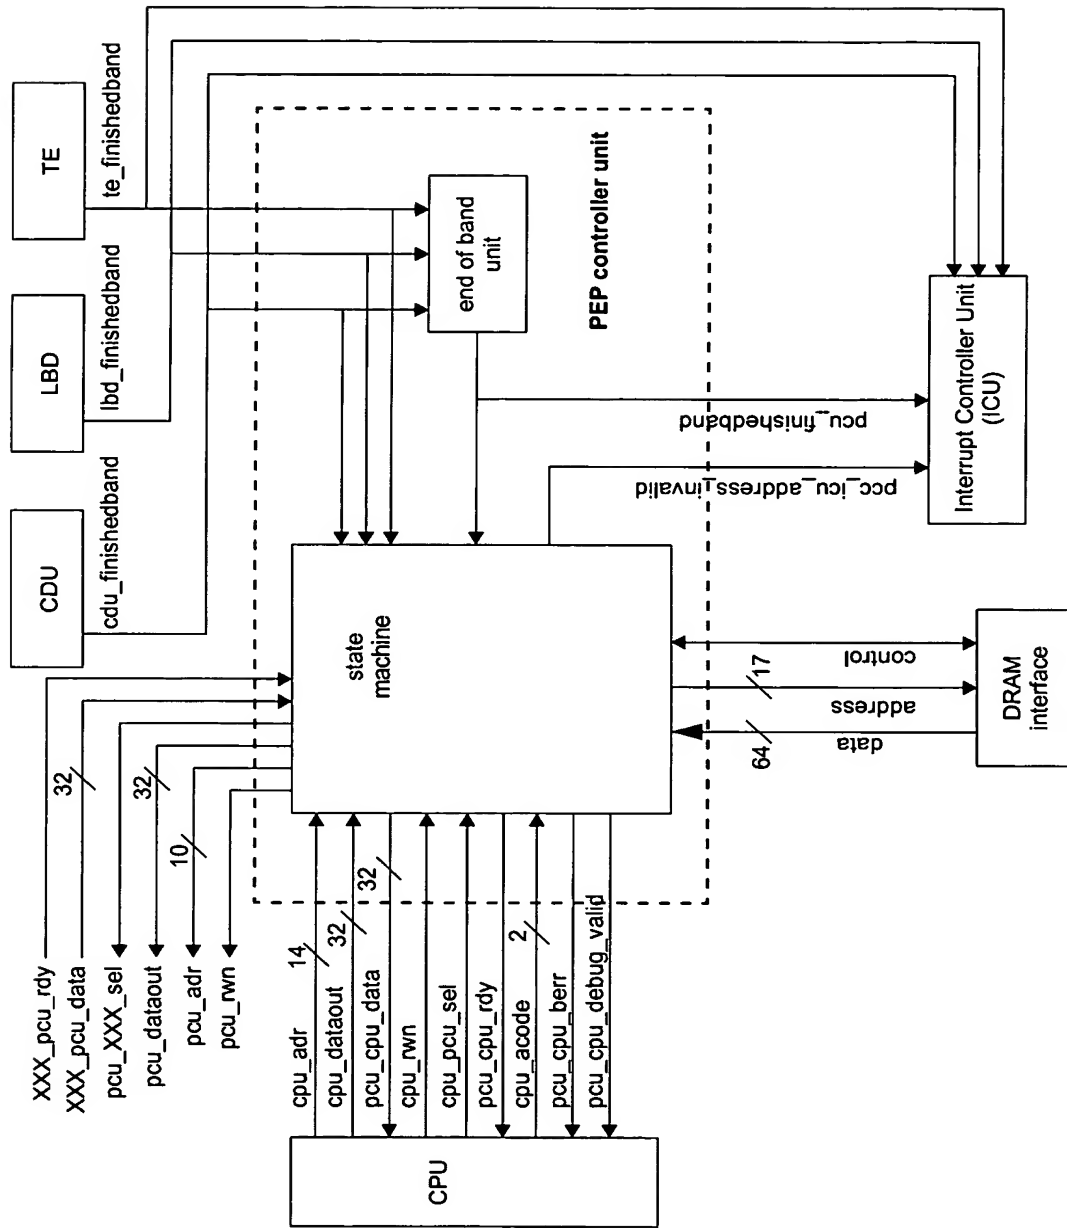 CDU
LBD
TE
cdu_finishedband
lbd_finishedband
te_finishedband
XXX_pcu_rdy
XXX_pcu_data
pcu_XXX_sel
pcu_dataout
pcu_adr
pcu_rwn
32
32
10
state
machine
end of band
unit
PEP controller unit
CPU
cpu_adr
cpu_dataout
pcu_cpu_data
cpu_rwn
cpu_pcu_sel
pcu_cpu_rdy
cpu_acode
pcu_cpu_berr
pcu_cpu_debug_valid
14
32
32
2
pcu_finishedband
pcc_icu_address_invalid
Interrupt Controller Unit
(ICU)
control
17
address
64
data
DRAM
interface